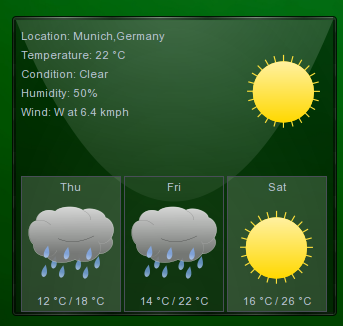 Location: Munich,Germany
Temperature: 22 °C
Condition: Clear
Humidity: 50%
Wind: W at 6.4 kmph
Thu Fri Sat
12 °C / 18 °C 14 °C / 22 °C 16 °C / 26 °C